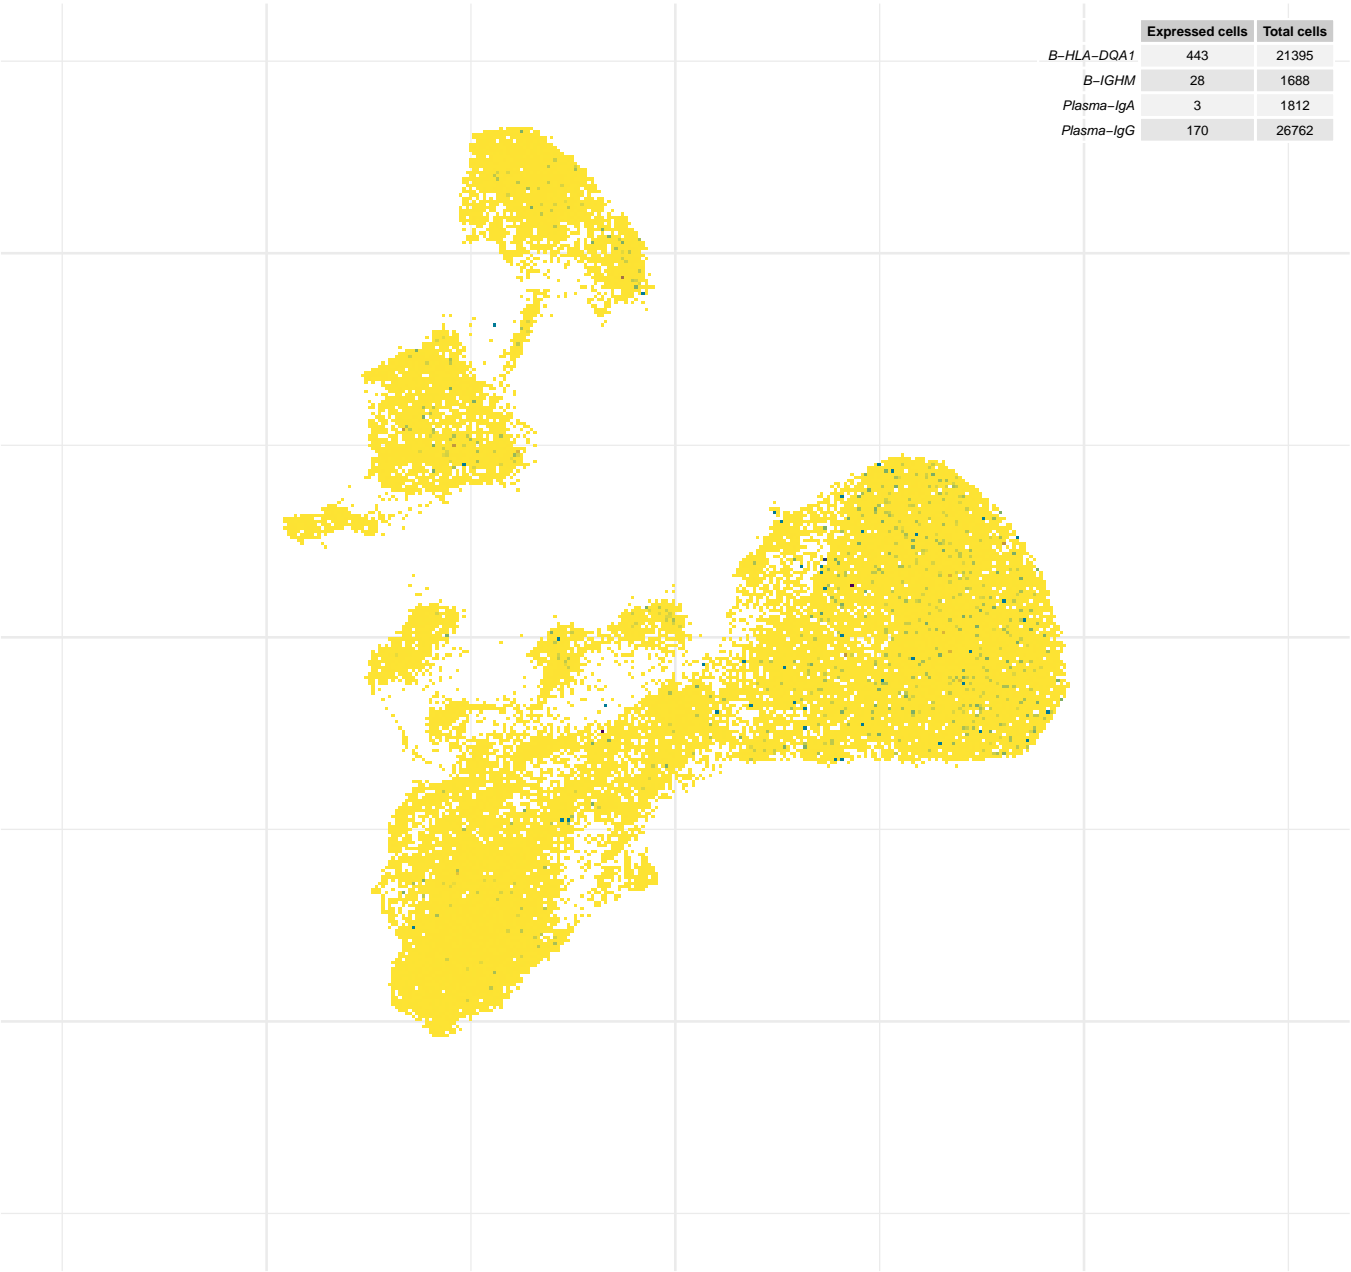 Expressed cells Total cells
B−HLA−DQA1 443 21395
B−IGHM 28 1688
Plasma−IgA 3 1812
Plasma−IgG 170 26762